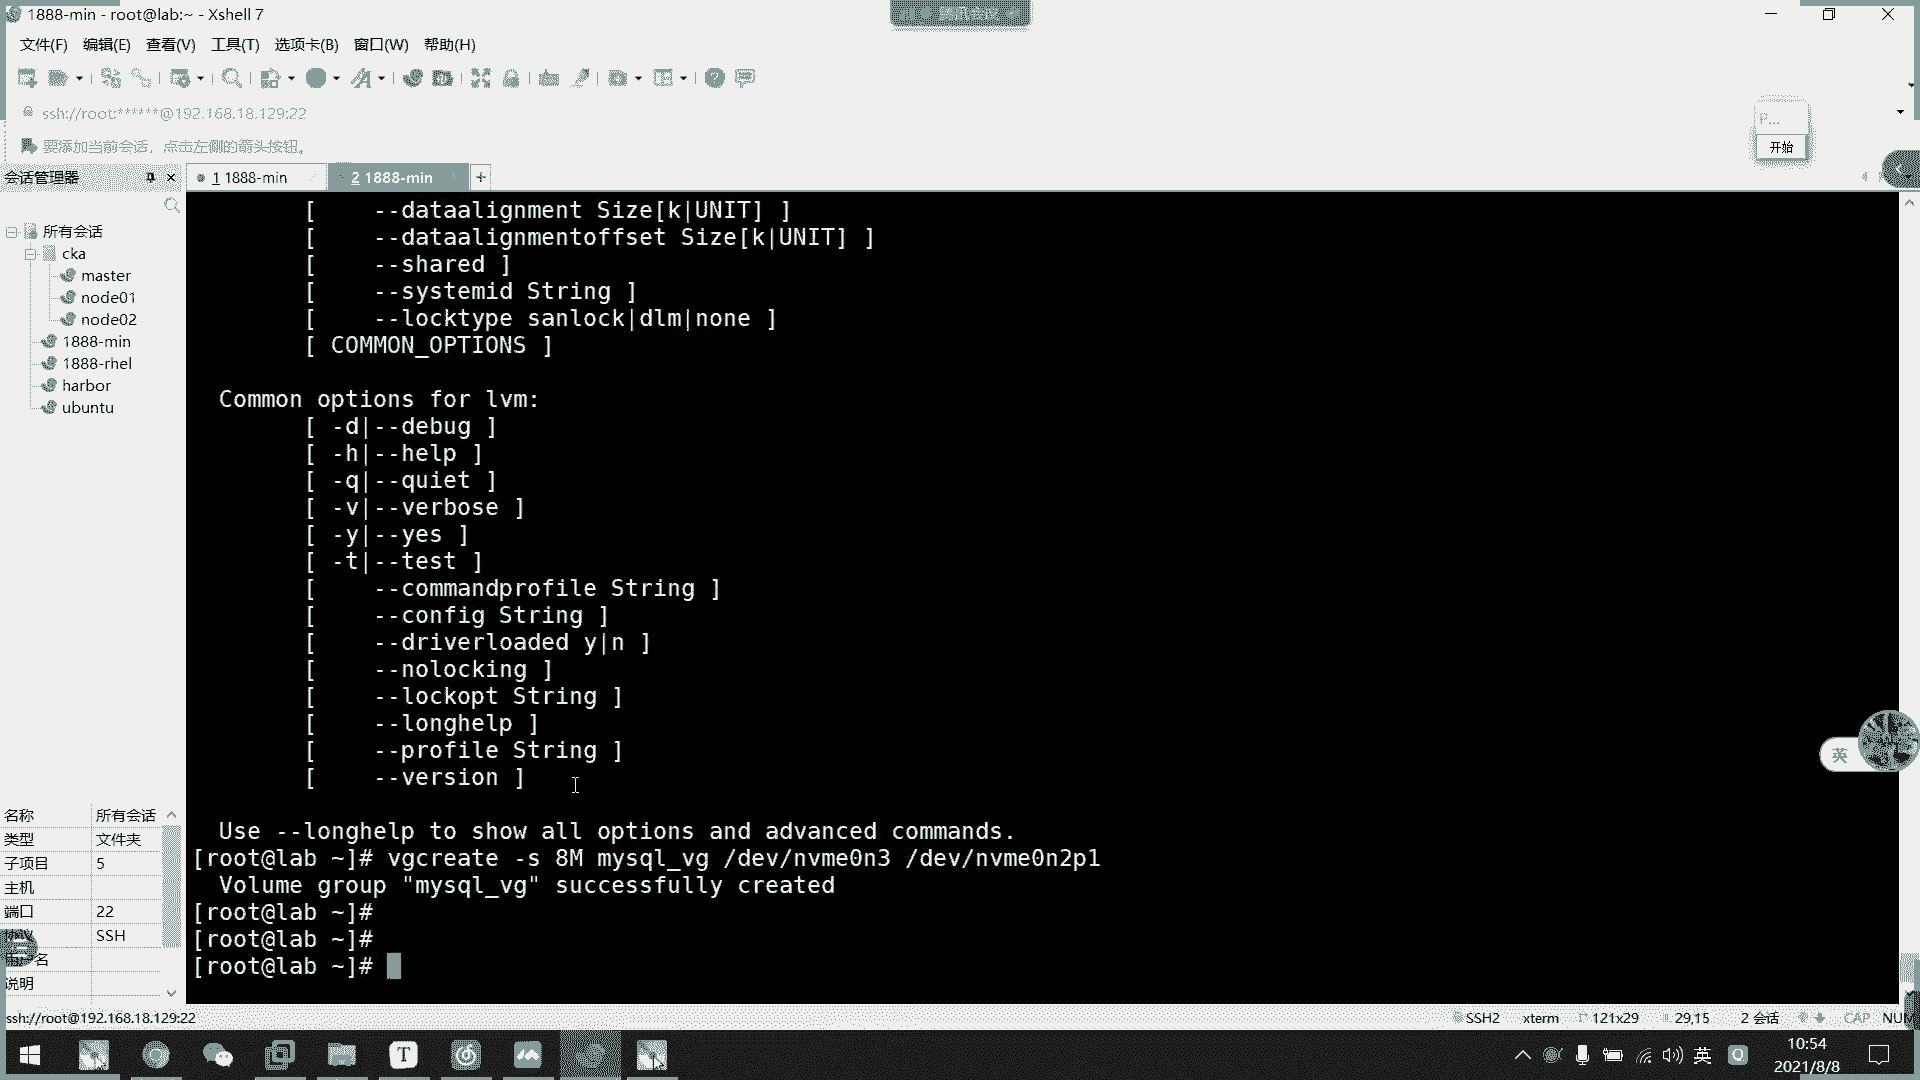 1888-min - root@lab:~ - Xshell 7
文件(F) 编辑(E) 查看(V) 工具(T) 选项卡(B) 窗口(W) 帮助(H)
ssh://root:******@192.168.18.129:22
要添加当前会话，点击左侧的箭头按钮。
P...
开始
会话管理器
1 1888-min
2 1888-min
+
所有会话
cka
master
node01
node02
1888-min
1888-rhel
harbor
ubuntu
[     --dataalignment Size[k|UNIT] ]
[     --dataalignmentoffset Size[k|UNIT] ]
[     --shared ]
[     --systemid String ]
[     --locktype sanlock|dlm|none ]
[ COMMON_OPTIONS ]
Common options for lvm:
[ -d|--debug ]
[ -h|--help ]
[ -q|--quiet ]
[ -v|--verbose ]
[ -y|--yes ]
[ -t|--test ]
[     --commandprofile String ]
[     --config String ]
[     --driverloaded y|n ]
[     --nolocking ]
[     --lockopt String ]
[     --longhelp ]
[     --profile String ]
[     --version ]
Use --longhelp to show all options and advanced commands.
[root@lab ~]# vgcreate -s 8M mysql_vg /dev/nvme0n3 /dev/nvme0n2p1
Volume group "mysql_vg" successfully created
[root@lab ~]#
[root@lab ~]#
[root@lab ~]#
名称 所有会话
类型 文件夹
子项目 5
主机
端口 22
SSH
说明
英
ssh://root@192.168.18.129:22
SSH2 xterm 121x29 29,15 2 会话 CAP NUM
T
英
Q
10:54
2021/8/8